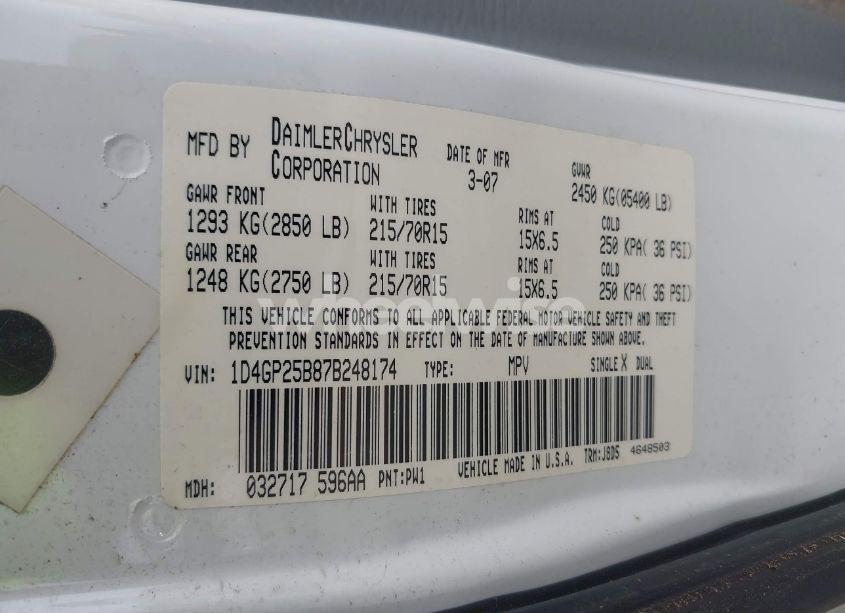 MFD BY DAIMLERCHRYSLER CORPORATION
DATE OF MFR 3-07
GVWR 2450 KG(05400 LB)
GAWR FRONT WITH TIRES RIMS AT COLD
1293 KG(2850 LB) 215/70R15 15X6.5 250 KPA( 36 PSI)
GAWR REAR WITH TIRES RIMS AT COLD
1248 KG(2750 LB) 215/70R15 15X6.5 250 KPA( 36 PSI)
THIS VEHICLE CONFORMS TO ALL APPLICABLE FEDERAL MOTOR VEHICLE SAFETY AND THEFT
PREVENTION STANDARDS IN EFFECT ON THE DATE OF MANUFACTURE SHOWN ABOVE.
VIN: 1D4GP25B87B248174 TYPE: MPV SINGLE X DUAL
MDH: 032717 596AA PNT:PW1 VEHICLE MADE IN U.S.A. TRM:J8D5 4648503